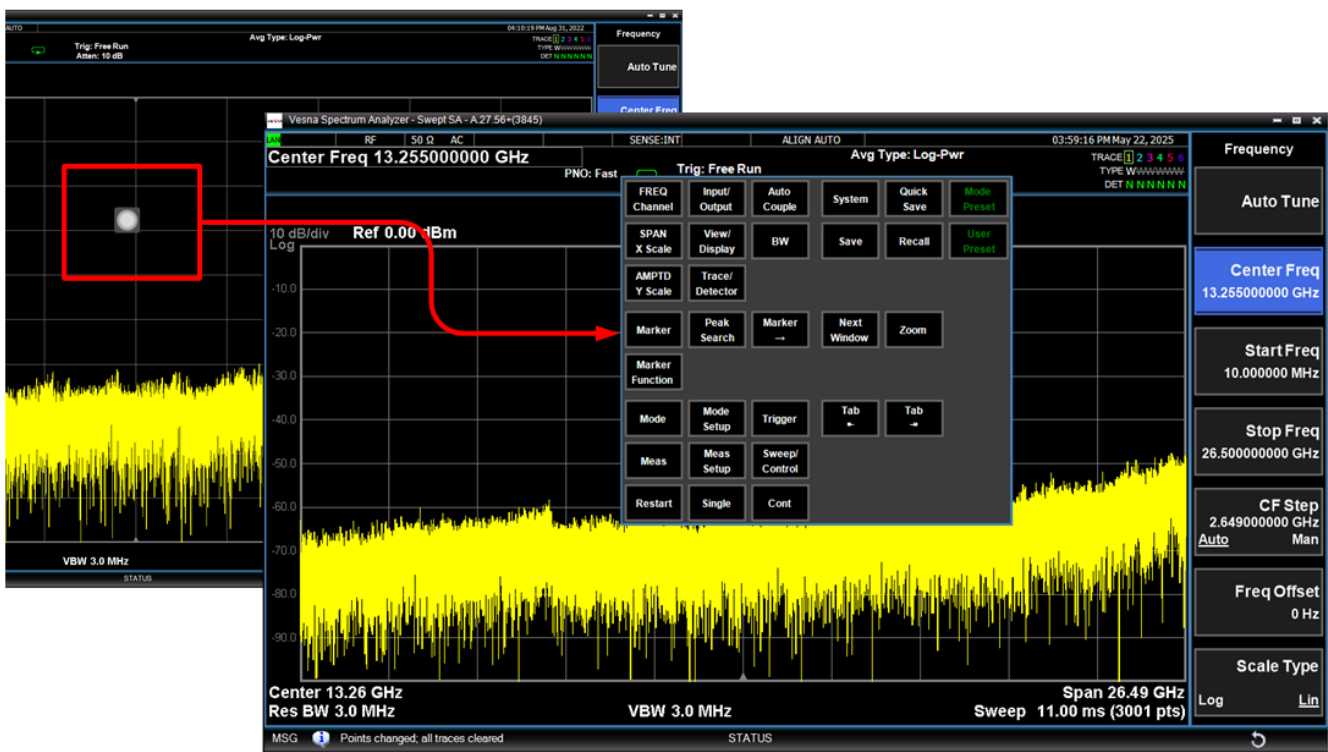 AUTO
04:10:19 PM Aug 31, 2022
Avg Type: Log-Pwr
Trig: Free Run
Atten: 10 dB
TRACE 1 2 3 4 5 6
TYPE WWWWWWW
DET N N N N N N
Frequency
Auto Tune
Center Freq
VBW 3.0 MHz
STATUS
Vesna Spectrum Analyzer - Swept SA - A.27.56+(3845)
LAN
RF
50 Ω
AC
SENSE:INT
ALIGN AUTO
03:59:16 PM May 22, 2025
Center Freq 13.255000000 GHz
Avg Type: Log-Pwr
PNO: Fast
Trig: Free Run
TRACE 1 2 3 4 5 6
TYPE WWWWWWW
DET N N N N N N
10 dB/div
Log
Ref 0.00 dBm
-10.0
-20.0
-30.0
-40.0
-50.0
-60.0
-70.0
-80.0
-90.0
FREQ
Channel
Input/
Output
Auto
Couple
System
Quick
Save
Mode
Preset
SPAN
X Scale
View/
Display
BW
Save
Recall
User
Preset
AMPTD
Y Scale
Trace/
Detector
Marker
Peak
Search
Marker
→
Next
Window
Zoom
Marker
Function
Mode
Mode
Setup
Trigger
Tab
⇤
Tab
⇥
Meas
Meas
Setup
Sweep/
Control
Restart
Single
Cont
Center 13.26 GHz
Span 26.49 GHz
Res BW 3.0 MHz
VBW 3.0 MHz
Sweep 11.00 ms (3001 pts)
MSG
Points changed; all traces cleared
STATUS
Frequency
Auto Tune
Center Freq
13.255000000 GHz
Start Freq
10.000000 MHz
Stop Freq
26.500000000 GHz
CF Step
2.649000000 GHz
Auto Man
Freq Offset
0 Hz
Scale Type
Log Lin